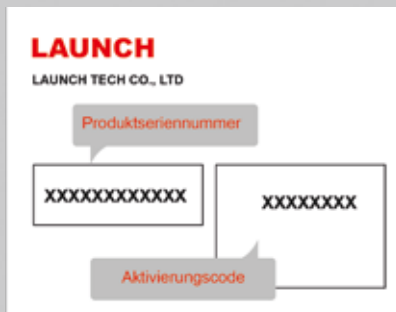 LAUNCH
LAUNCH TECH CO., LTD
Produktseriennummer
XXXXXXXXXXXX
XXXXXXXX
Aktivierungscode